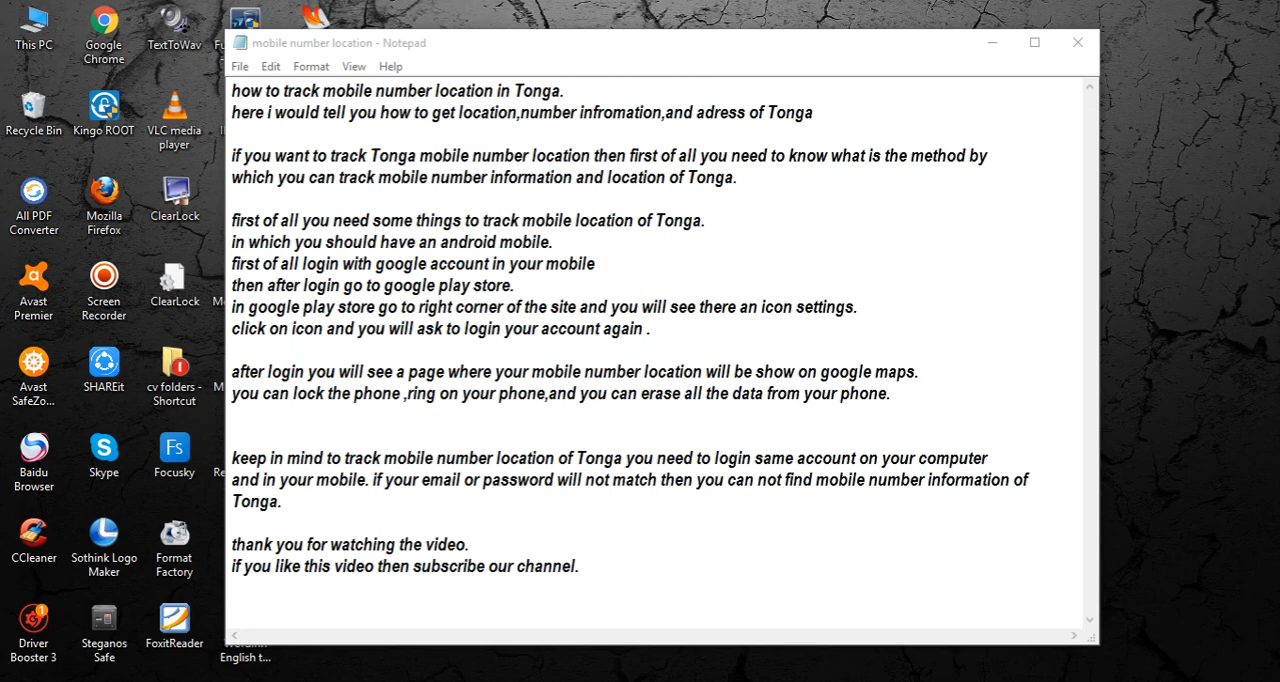 This PC
Google
Chrome
TextToWav
Recycle Bin
Kingo ROOT
VLC media
player
All PDF
Converter
Mozilla
Firefox
ClearLock
Avast
Premier
Screen
Recorder
ClearLock
Avast
SafeZo...
SHAREit
cv folders -
Shortcut
Baidu
Browser
Skype
Focusky
CCleaner
Sothink Logo
Maker
Format
Factory
Driver
Booster 3
Steganos
Safe
FoxitReader
English t...
mobile number location - Notepad
File Edit Format View Help
how to track mobile number location in Tonga.
here i would tell you how to get location,number infromation,and adress of Tonga
if you want to track Tonga mobile number location then first of all you need to know what is the method by
which you can track mobile number information and location of Tonga.
first of all you need some things to track mobile location of Tonga.
in which you should have an android mobile.
first of all login with google account in your mobile
then after login go to google play store.
in google play store go to right corner of the site and you will see there an icon settings.
click on icon and you will ask to login your account again .
after login you will see a page where your mobile number location will be show on google maps.
you can lock the phone ,ring on your phone,and you can erase all the data from your phone.
keep in mind to track mobile number location of Tonga you need to login same account on your computer
and in your mobile. if your email or password will not match then you can not find mobile number information of
Tonga.
thank you for watching the video.
if you like this video then subscribe our channel.